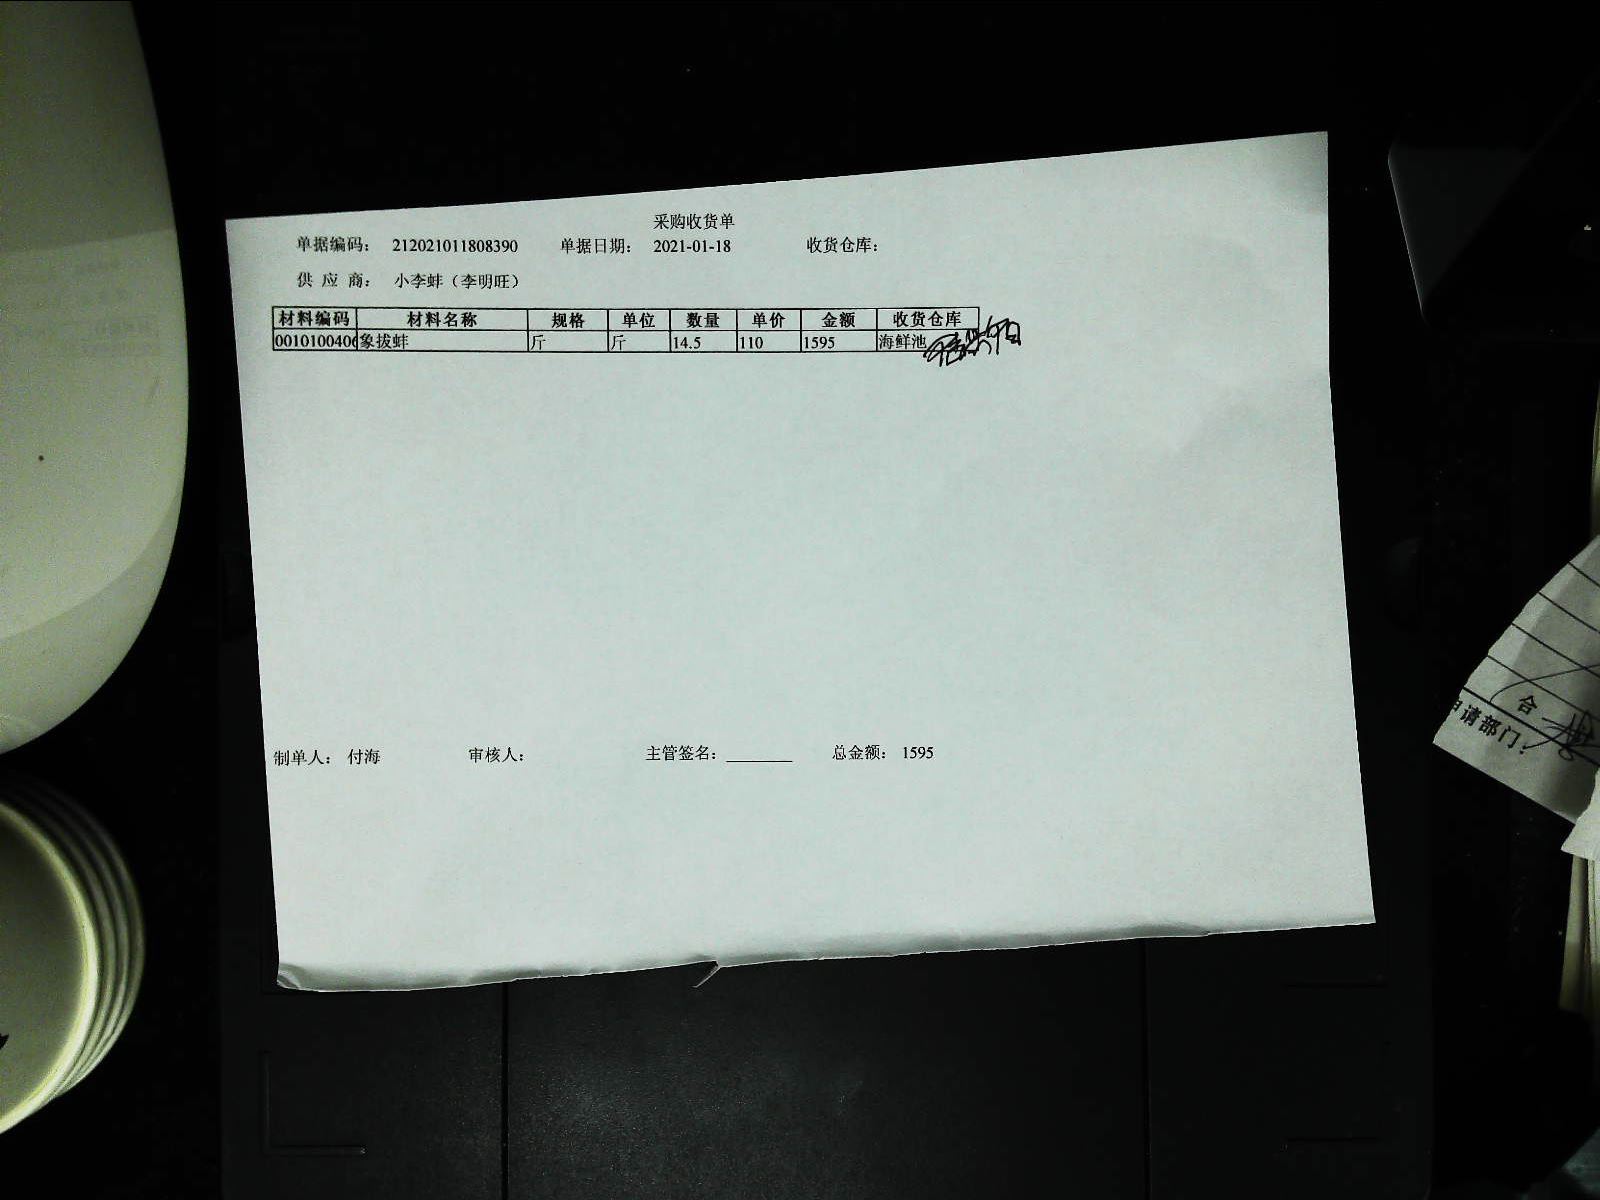 采购收货单
单据编码： 212021011808390 单据日期： 2021-01-18 收货仓库：
供 应 商： 小李蚌（李明旺）
材料编码 材料名称 规格 单位 数量 单价 金额 收货仓库
0010100406 象拔蚌 斤 斤 14.5 110 1595 海鲜池
制单人： 付海 审核人： 主管签名：________ 总金额： 1595
合
申请部门：